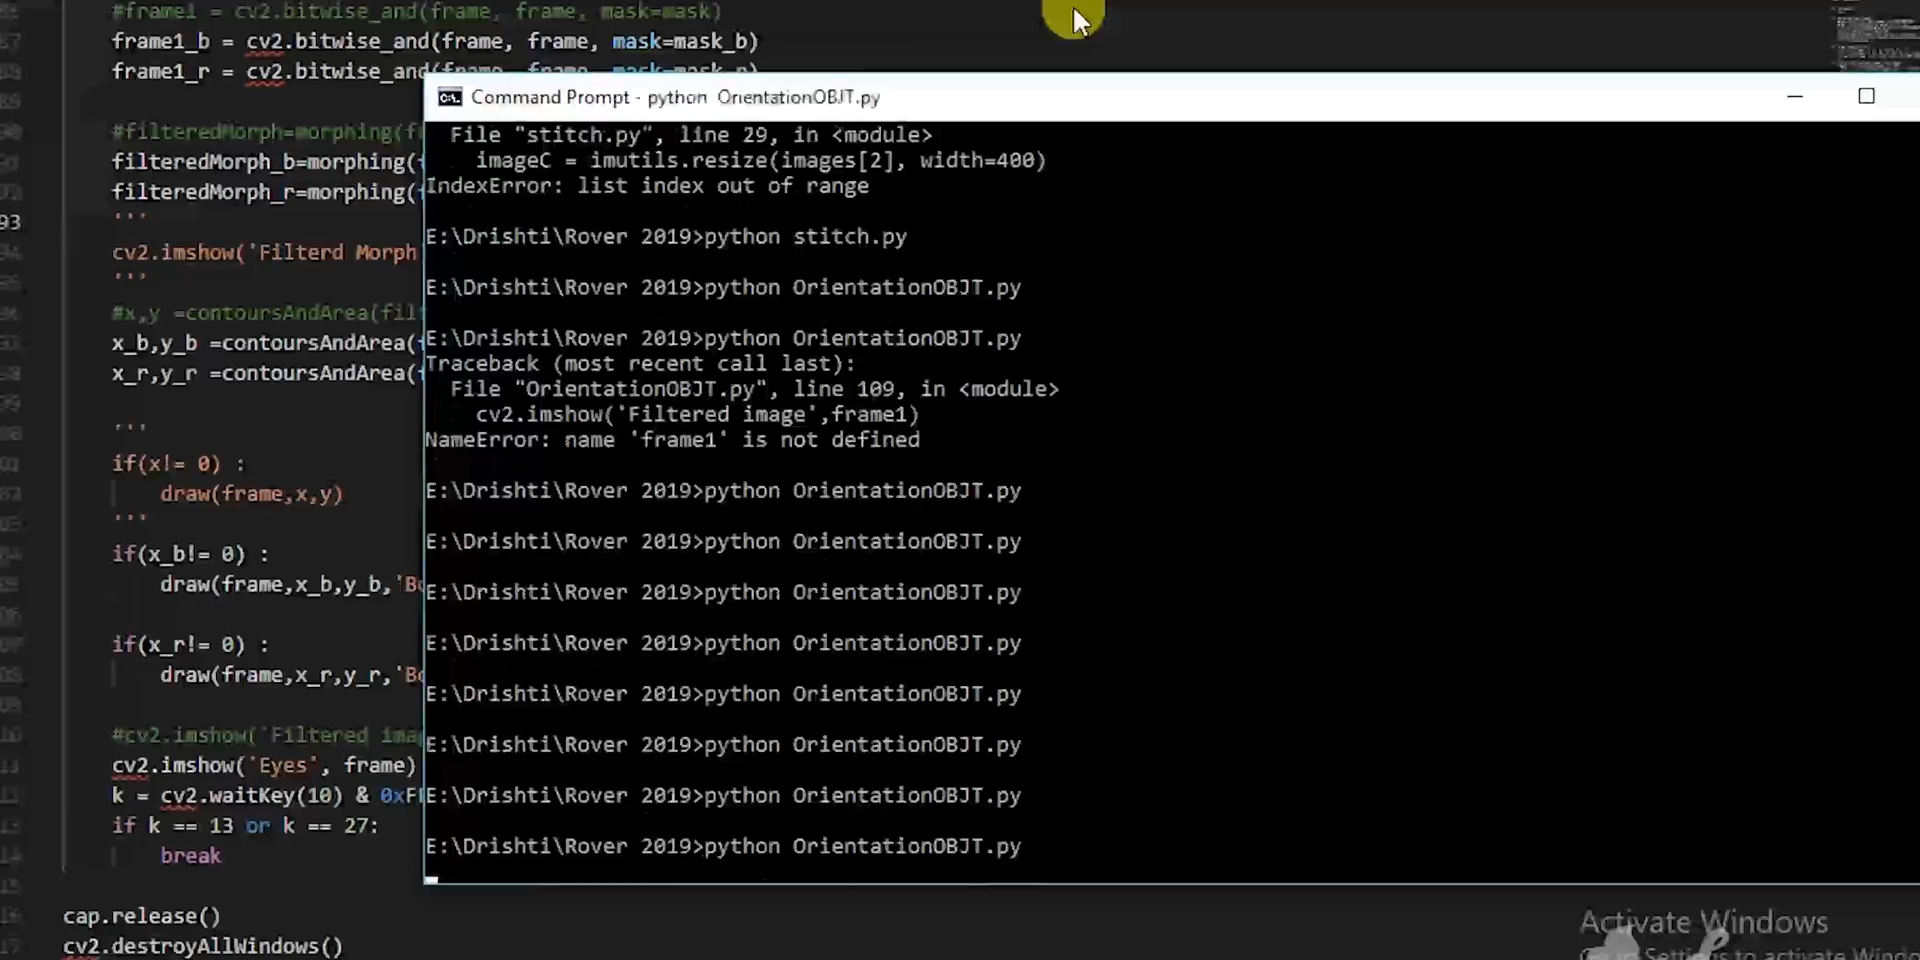 #frame1 = cv2.bitwise_and(frame, frame, mask=mask)
87 frame1_b = cv2.bitwise_and(frame, frame, mask=mask_b)
frame1_r = cv2.bitwise_and(frame, frame, mask=mask_r)
#filteredMorph=morphing(
filteredMorph_b=morphing(
filteredMorph_r=morphing(
93 '''
cv2.imshow('Filterd Morph
'''
#x,y =contoursAndArea(fil
x_b,y_b =contoursAndArea(
x_r,y_r =contoursAndArea(
'''
if(x!= 0) :
draw(frame,x,y)
'''
if(x_b!= 0) :
draw(frame,x_b,y_b,'B
if(x_r!= 0) :
draw(frame,x_r,y_r,'B
#cv2.imshow('Filtered ima
cv2.imshow('Eyes', frame)
k = cv2.waitKey(10) & 0xF
if k == 13 or k == 27:
break
cap.release()
cv2.destroyAllWindows()
Command Prompt - python OrientationOBJT.py
File "stitch.py", line 29, in <module>
imageC = imutils.resize(images[2], width=400)
IndexError: list index out of range
E:\Drishti\Rover 2019>python stitch.py
E:\Drishti\Rover 2019>python OrientationOBJT.py
E:\Drishti\Rover 2019>python OrientationOBJT.py
Traceback (most recent call last):
File "OrientationOBJT.py", line 109, in <module>
cv2.imshow('Filtered image',frame1)
NameError: name 'frame1' is not defined
E:\Drishti\Rover 2019>python OrientationOBJT.py
E:\Drishti\Rover 2019>python OrientationOBJT.py
E:\Drishti\Rover 2019>python OrientationOBJT.py
E:\Drishti\Rover 2019>python OrientationOBJT.py
E:\Drishti\Rover 2019>python OrientationOBJT.py
E:\Drishti\Rover 2019>python OrientationOBJT.py
E:\Drishti\Rover 2019>python OrientationOBJT.py
E:\Drishti\Rover 2019>python OrientationOBJT.py
Activate Windows
Settings to activate Window